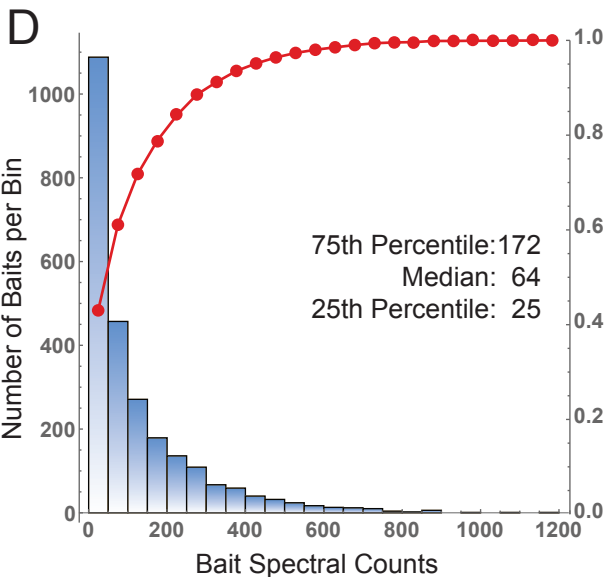 D
Number of Baits per Bin
1000
800
600
400
200
0
1.0
0.8
0.6
0.4
0.2
0.0
75th Percentile:172
Median: 64
25th Percentile: 25
0 200 400 600 800 1000 1200
Bait Spectral Counts